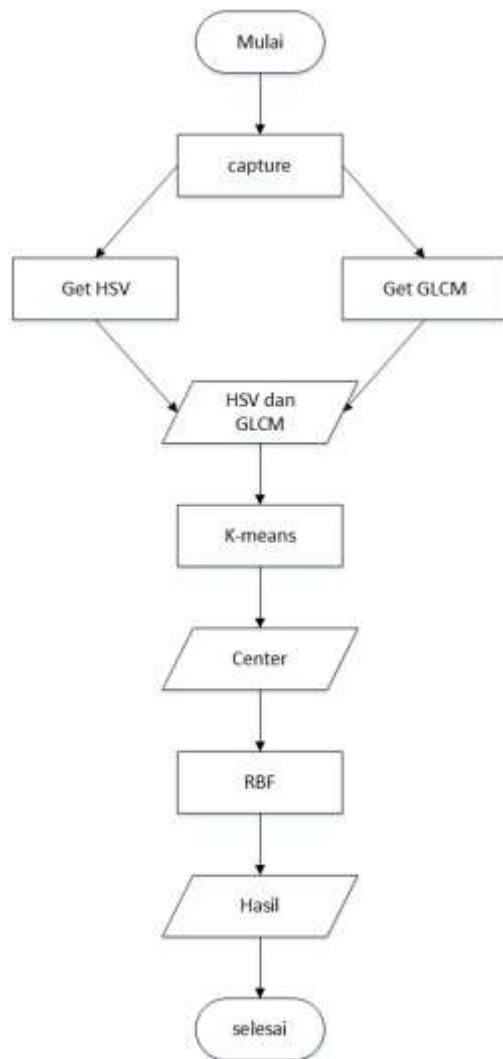 Mulai
capture
Get HSV
Get GLCM
HSV dan
GLCM
K-means
Center
RBF
Hasil
selesai